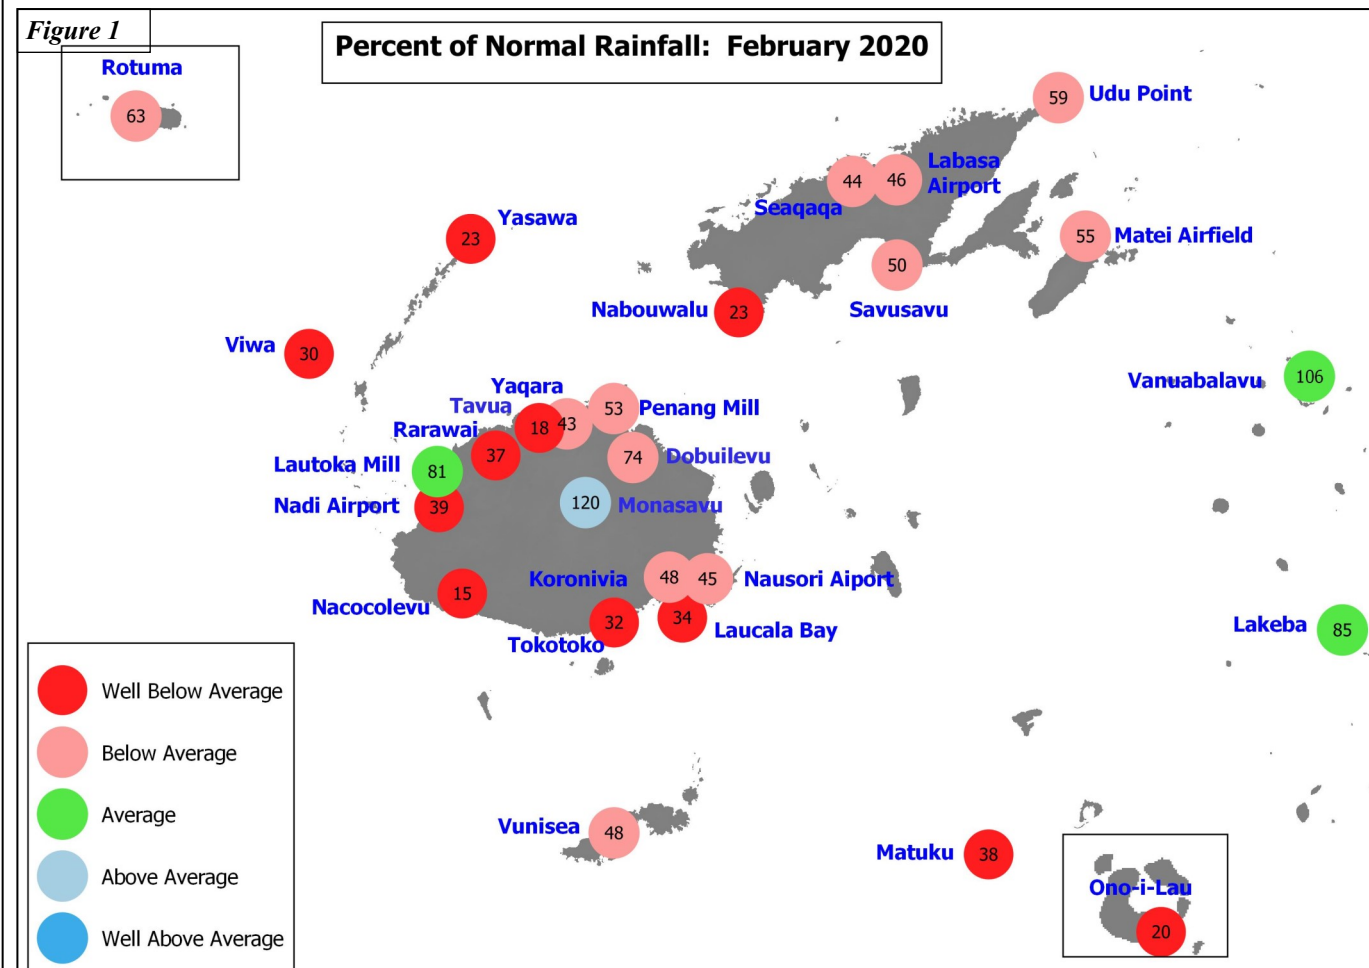 Figure 1
Percent of Normal Rainfall: February 2020
Rotuma
63
59
Udu Point
Labasa
Airport
44
46
Seaqaqa
Yasawa
23
55
Matei Airfield
50
Savusavu
Nabouwalu
23
Viwa
30
Vanuabalavu
106
Yaqara
Tavua
18
43
53
Penang Mill
Rarawai
37
74
Dobuilevu
Lautoka Mill
81
Nadi Airport
39
120
Monasavu
Koronivia
48
45
Nausori Aiport
Nacocolevu
15
Tokotoko
32
34
Laucala Bay
Lakeba
85
Well Below Average
Below Average
Average
Above Average
Well Above Average
Vunisea
48
Matuku
38
Ono-i-Lau
20